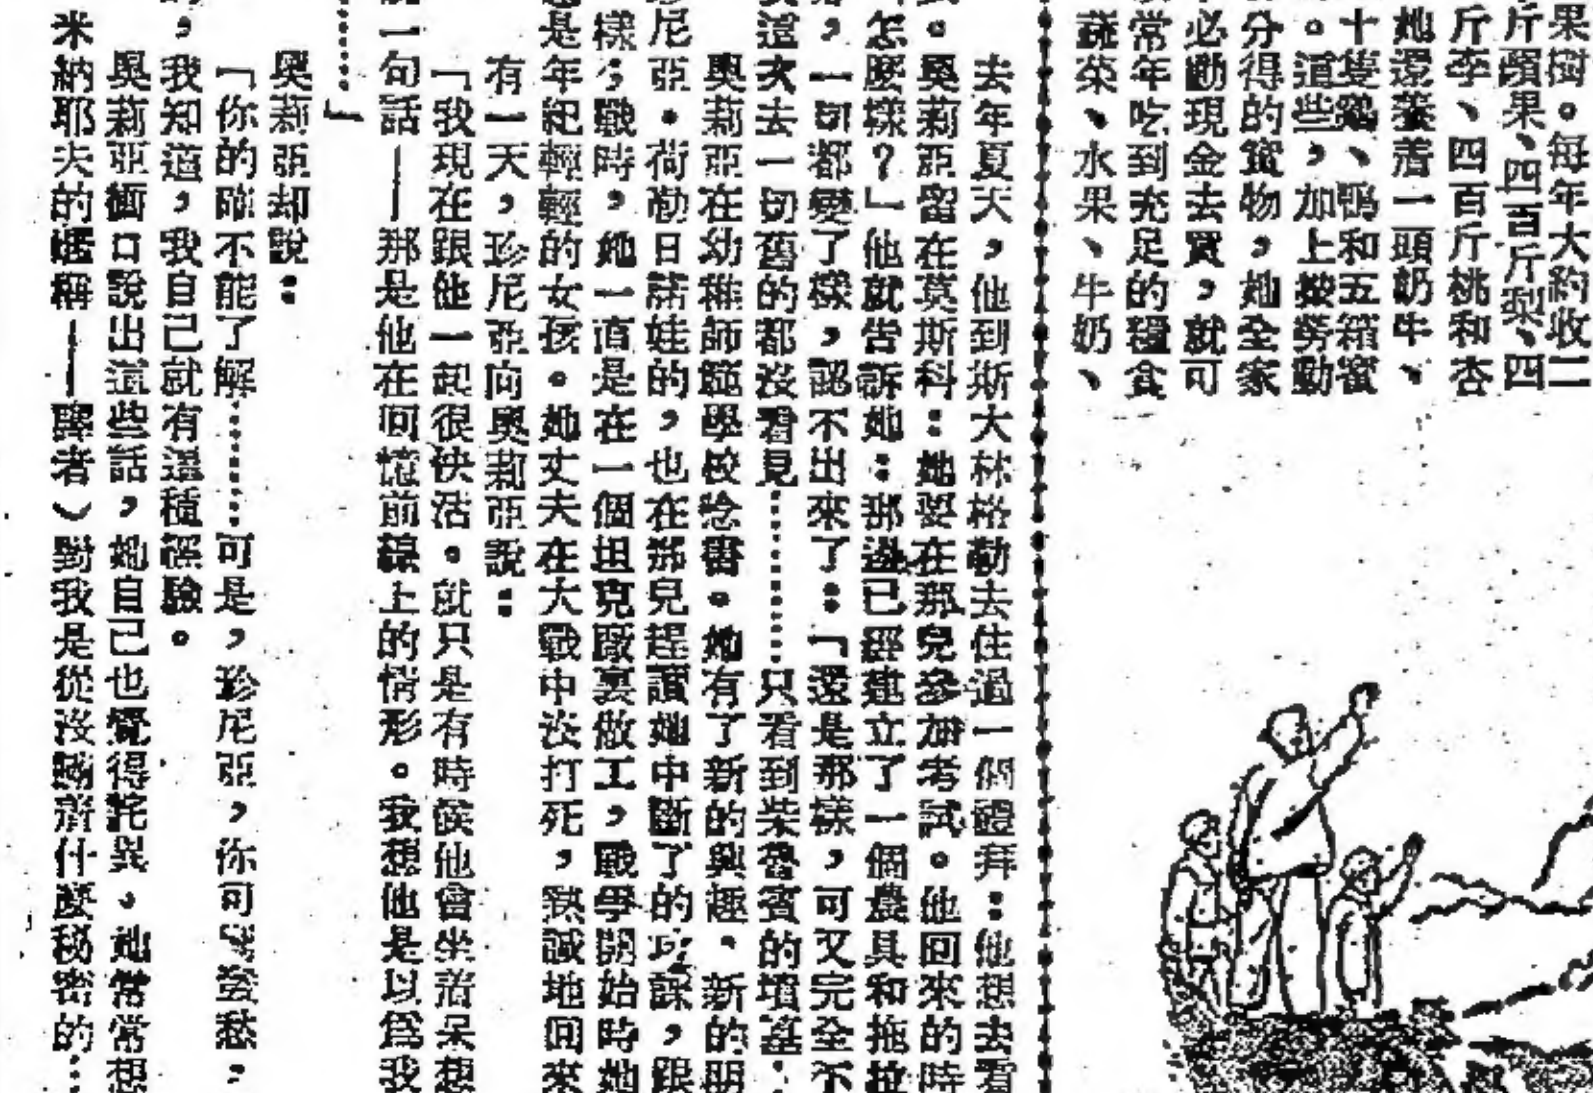 果樹。每年大約收二
斤蘋果、四百斤梨、四
斤李、四百斤桃和杏
她還養着一頭奶牛、
十隻鷄、鴨和五箱蜜
。這些,加上按勞動
分得的實物,她全家
必動現金去買,就可
常年吃到充足的糧食
蔬菜、水果、牛奶、
去年夏天,他到斯大林格勒去住過一個禮拜:他想去看
。奧莉亞留在莫斯科:她要在那兒參加考試。他回來的時
怎麼樣?」他就告訴她:那邊已經建立了一個農具和拖拉
,一切都變了樣,認不出來了:「還是那樣,可又完全不
這次去一切舊的都沒看見………只看到柴魯賓的墳墓.
奧莉亞在幼稚師範學校唸書。她有了新的興趣、新的朋
尼亞・荷勒日諾娃的,也在那兒趕讀她中斷了的功課,跟
樣;戰時,她一直是在一個坦克廠裏做工,戰爭開始時她
是年紀輕輕的女孩。她丈夫在大戰中沒打死,熱誠地回來
有一天,珍尼亞向奧莉亞說:
「我現在跟他一起很快活。就只是有時候他會坐着呆想
一句話——那是他在回憶前線上的情形。我想他是以爲我
……」
奧莉亞却說:
「你的確不能了解……可是,珍尼亞,你可別發愁,
,我知道,我自己就有這種經驗。
奧莉亞衝口說出這些話,她自己也覺得詫異。她常常想
米納耶夫的暱稱——譯者)對我是從沒隱瞞什麼秘密的…